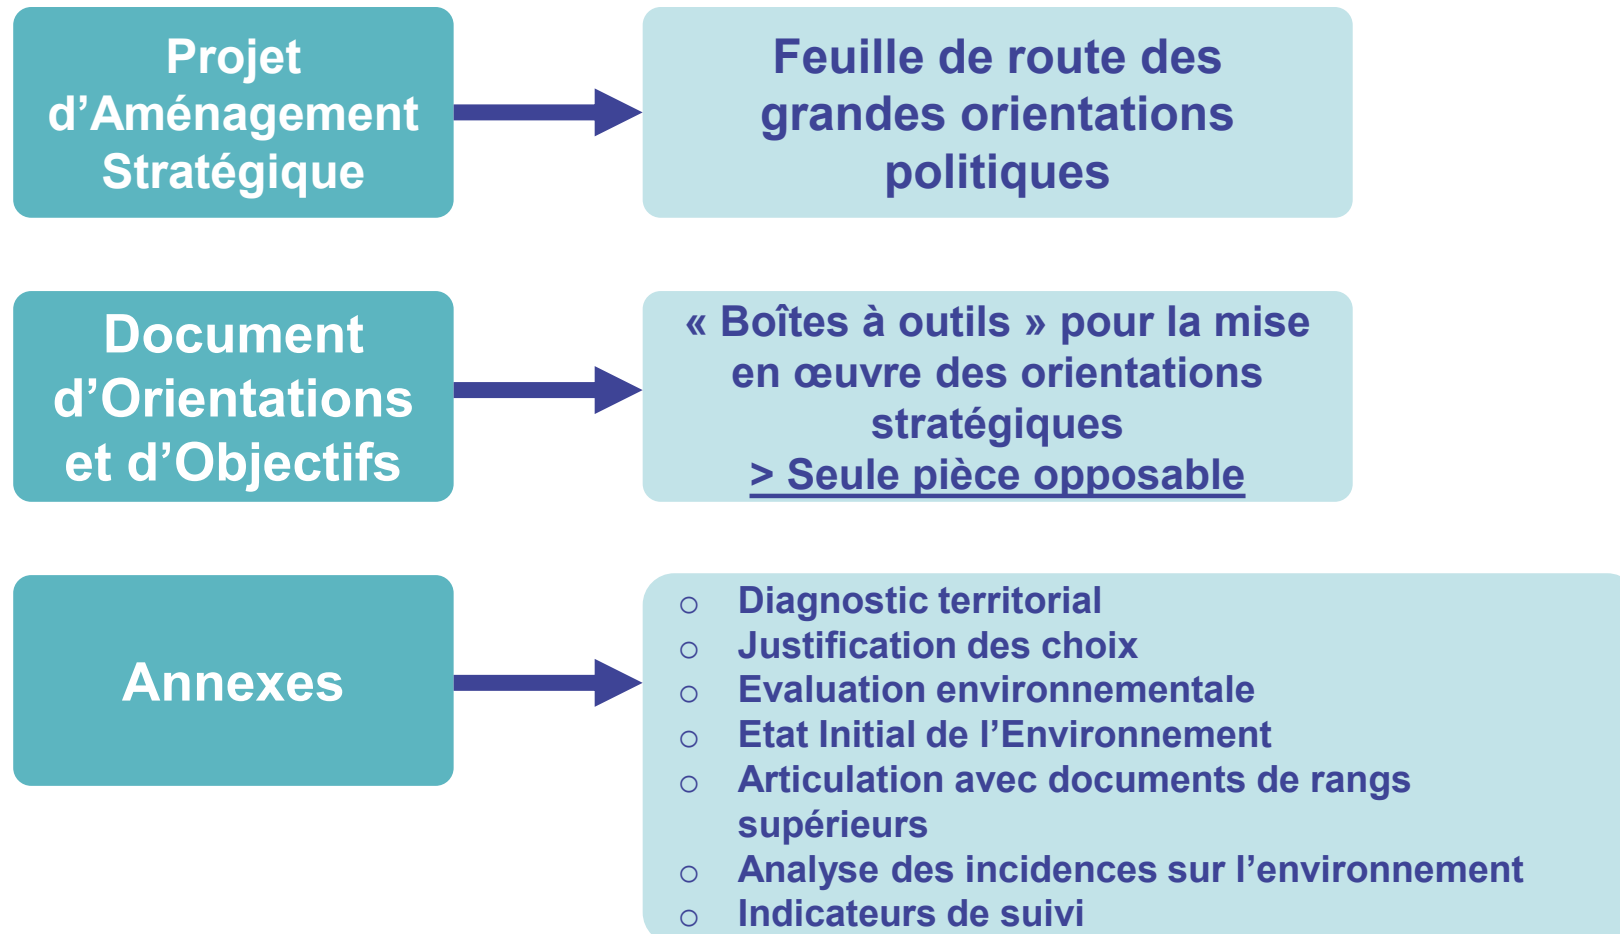 Projet
d’Aménagement
Stratégique
Feuille de route des
grandes orientations
politiques
Document
d’Orientations
et d’Objectifs
« Boîtes à outils » pour la mise
en œuvre des orientations
stratégiques
> Seule pièce opposable
Annexes
o Diagnostic territorial
o Justification des choix
o Evaluation environnementale
o Etat Initial de l’Environnement
o Articulation avec documents de rangs
supérieurs
o Analyse des incidences sur l’environnement
o Indicateurs de suivi